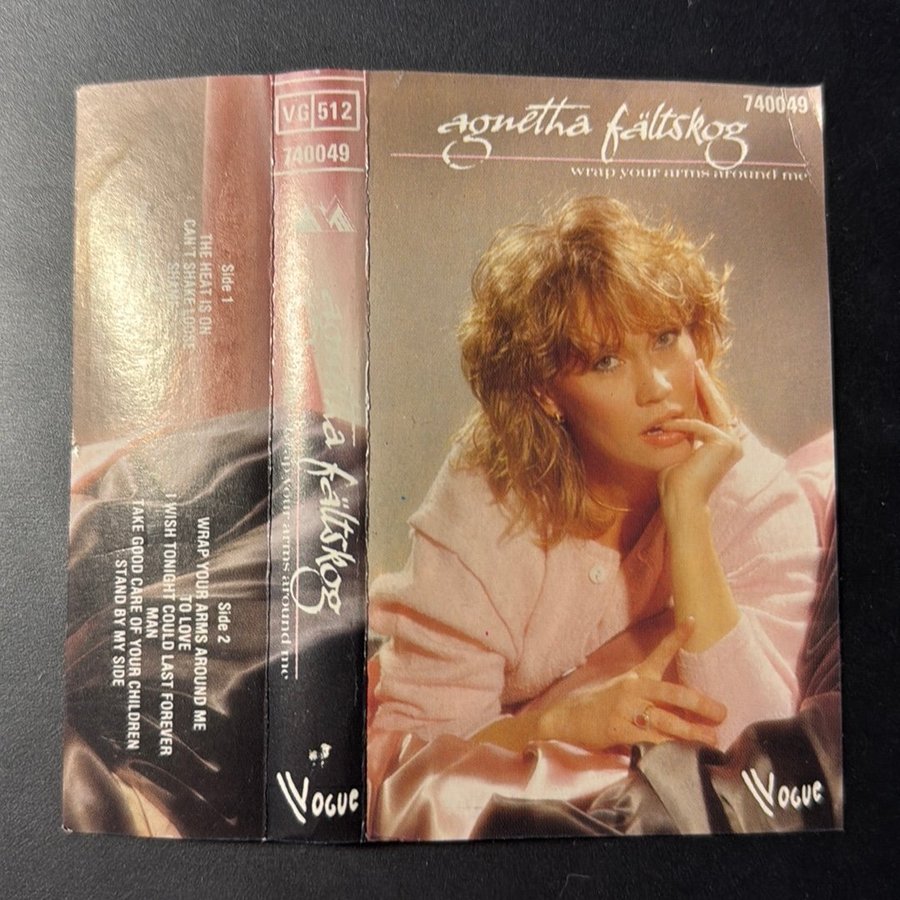 agnetha fältskog
740049
wrap your arms around me
Vogue
VG 512
740049
fältskog
wrap your arms around me
Vogue
Side 1
THE HEAT IS ON
CAN'T SHAKE LOOSE
SHAME
Side 2
WRAP YOUR ARMS AROUND ME
TO LOVE
I WISH TONIGHT COULD LAST FOREVER
MAN
TAKE GOOD CARE OF YOUR CHILDREN
STAND BY MY SIDE